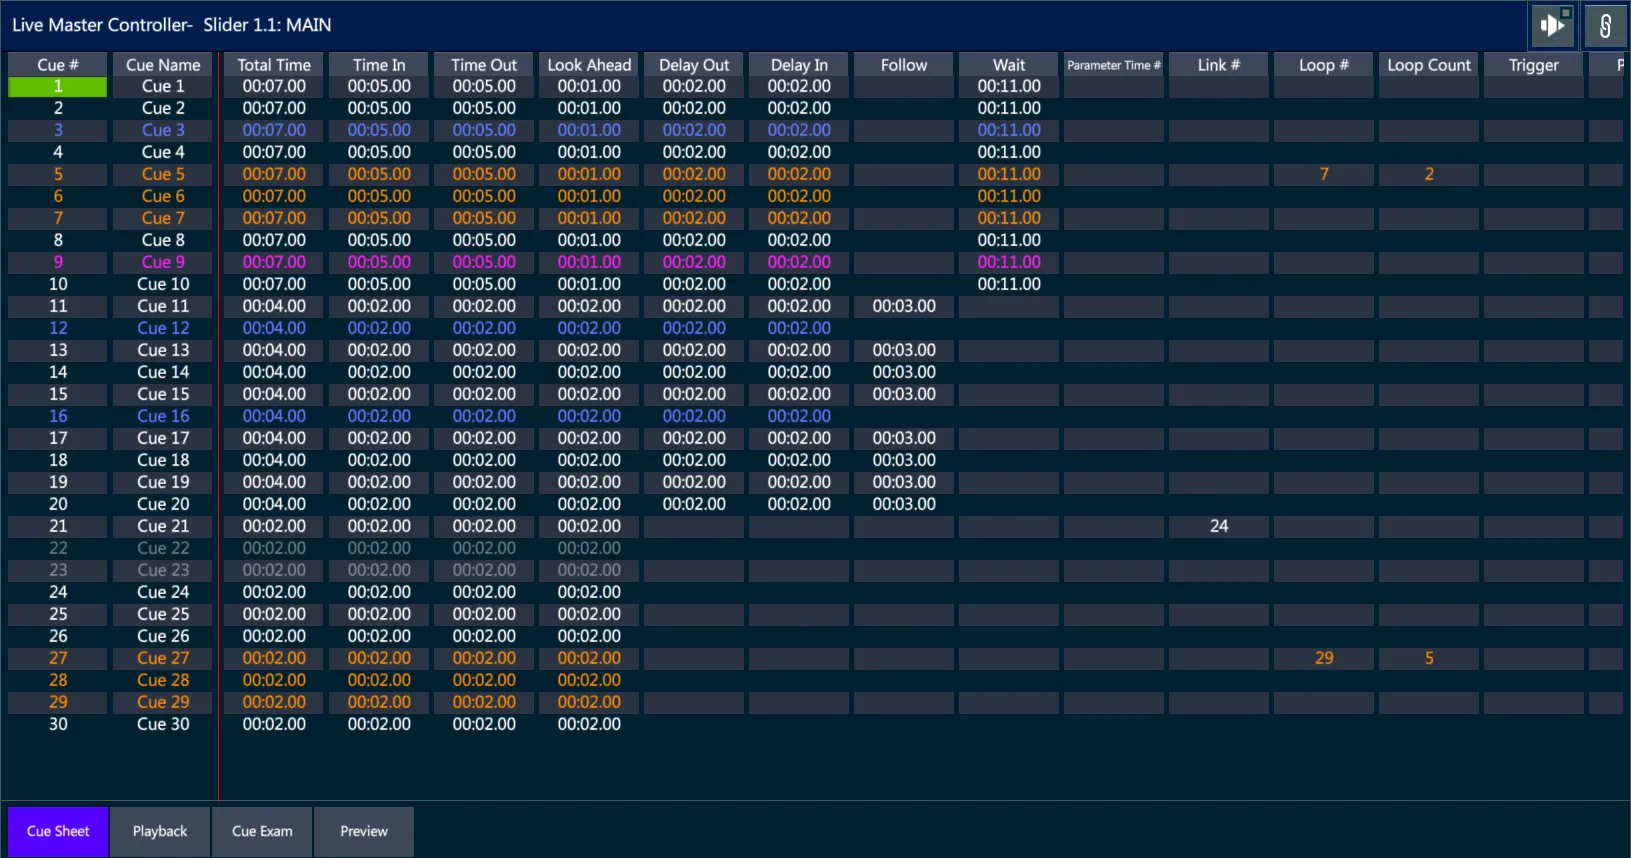 Live Master Controller-  Slider 1.1: MAIN
Cue # Cue Name Total Time Time In Time Out Look Ahead Delay Out Delay In Follow Wait Parameter Time # Link # Loop # Loop Count Trigger
1 Cue 1 00:07.00 00:05.00 00:05.00 00:01.00 00:02.00 00:02.00 00:11.00
2 Cue 2 00:07.00 00:05.00 00:05.00 00:01.00 00:02.00 00:02.00 00:11.00
3 Cue 3 00:07.00 00:05.00 00:05.00 00:01.00 00:02.00 00:02.00 00:11.00
4 Cue 4 00:07.00 00:05.00 00:05.00 00:01.00 00:02.00 00:02.00 00:11.00
5 Cue 5 00:07.00 00:05.00 00:05.00 00:01.00 00:02.00 00:02.00 00:11.00 7 2
6 Cue 6 00:07.00 00:05.00 00:05.00 00:01.00 00:02.00 00:02.00 00:11.00
7 Cue 7 00:07.00 00:05.00 00:05.00 00:01.00 00:02.00 00:02.00 00:11.00
8 Cue 8 00:07.00 00:05.00 00:05.00 00:01.00 00:02.00 00:02.00 00:11.00
9 Cue 9 00:07.00 00:05.00 00:05.00 00:01.00 00:02.00 00:02.00 00:11.00
10 Cue 10 00:07.00 00:05.00 00:05.00 00:01.00 00:02.00 00:02.00 00:11.00
11 Cue 11 00:04.00 00:02.00 00:02.00 00:02.00 00:02.00 00:02.00 00:03.00
12 Cue 12 00:04.00 00:02.00 00:02.00 00:02.00 00:02.00 00:02.00
13 Cue 13 00:04.00 00:02.00 00:02.00 00:02.00 00:02.00 00:02.00 00:03.00
14 Cue 14 00:04.00 00:02.00 00:02.00 00:02.00 00:02.00 00:02.00 00:03.00
15 Cue 15 00:04.00 00:02.00 00:02.00 00:02.00 00:02.00 00:02.00 00:03.00
16 Cue 16 00:04.00 00:02.00 00:02.00 00:02.00 00:02.00 00:02.00
17 Cue 17 00:04.00 00:02.00 00:02.00 00:02.00 00:02.00 00:02.00 00:03.00
18 Cue 18 00:04.00 00:02.00 00:02.00 00:02.00 00:02.00 00:02.00 00:03.00
19 Cue 19 00:04.00 00:02.00 00:02.00 00:02.00 00:02.00 00:02.00 00:03.00
20 Cue 20 00:04.00 00:02.00 00:02.00 00:02.00 00:02.00 00:02.00 00:03.00
21 Cue 21 00:02.00 00:02.00 00:02.00 00:02.00 24
22 Cue 22 00:02.00 00:02.00 00:02.00 00:02.00
23 Cue 23 00:02.00 00:02.00 00:02.00 00:02.00
24 Cue 24 00:02.00 00:02.00 00:02.00 00:02.00
25 Cue 25 00:02.00 00:02.00 00:02.00 00:02.00
26 Cue 26 00:02.00 00:02.00 00:02.00 00:02.00
27 Cue 27 00:02.00 00:02.00 00:02.00 00:02.00 29 5
28 Cue 28 00:02.00 00:02.00 00:02.00 00:02.00
29 Cue 29 00:02.00 00:02.00 00:02.00 00:02.00
30 Cue 30 00:02.00 00:02.00 00:02.00 00:02.00
Cue Sheet Playback Cue Exam Preview